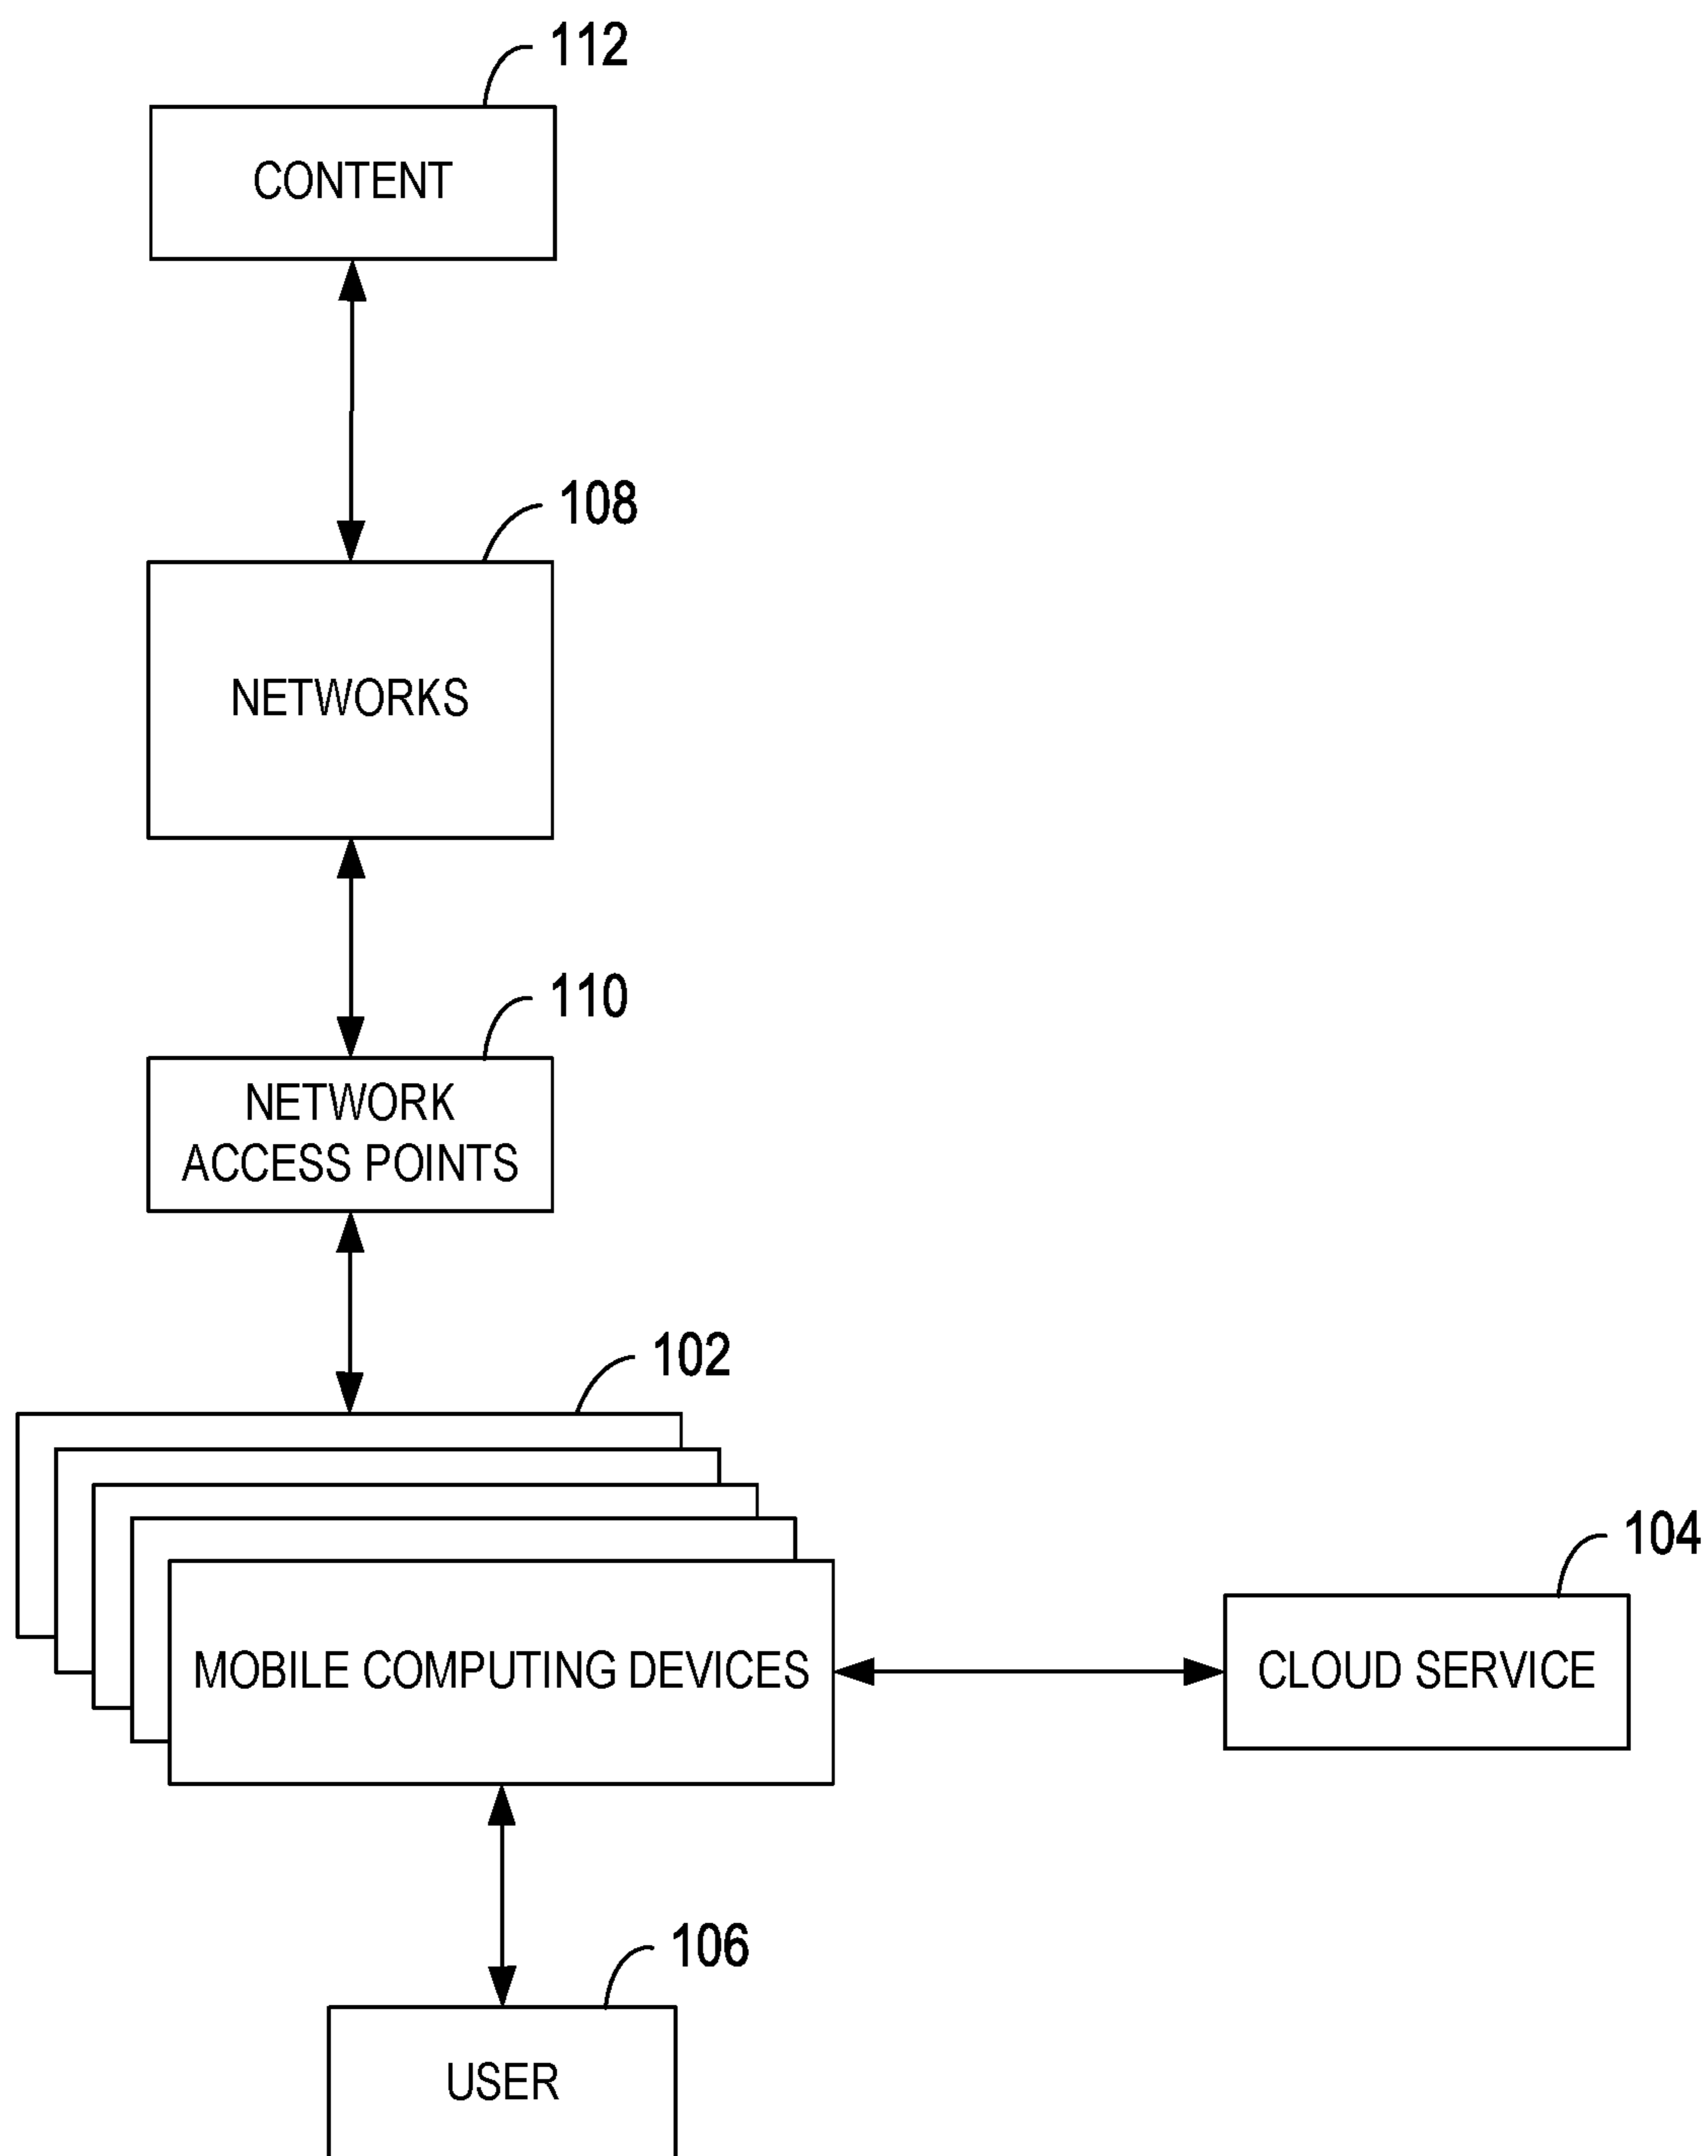 112
CONTENT
108
NETWORKS
110
NETWORK
ACCESS POINTS
102
104
MOBILE COMPUTING DEVICES
CLOUD SERVICE
106
USER